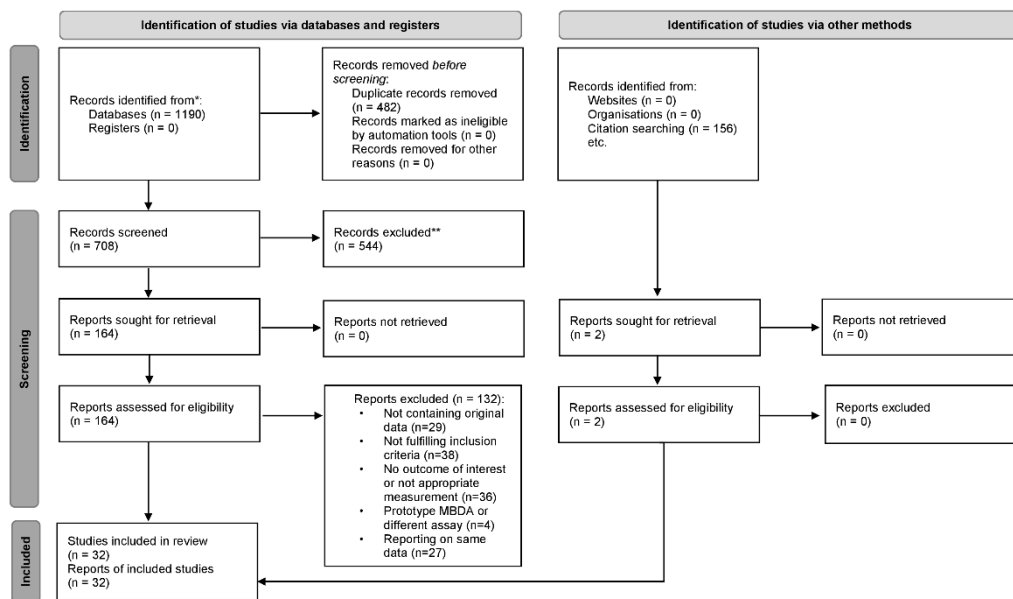 Identification of studies via databases and registers
Identification of studies via other methods
Identification
Records identified from*:
Databases (n = 1190)
Registers (n = 0)
Records removed before
screening:
Duplicate records removed
(n = 482)
Records marked as ineligible
by automation tools (n = 0)
Records removed for other
reasons (n = 0)
Records identified from:
Websites (n = 0)
Organisations (n = 0)
Citation searching (n = 156)
etc.
Screening
Records screened
(n = 708)
Records excluded**
(n = 544)
Reports sought for retrieval
(n = 164)
Reports not retrieved
(n = 0)
Reports sought for retrieval
(n = 2)
Reports not retrieved
(n = 0)
Reports assessed for eligibility
(n = 164)
Reports excluded (n = 132):
• Not containing original
data (n=29)
• Not fulfilling inclusion
criteria (n=38)
• No outcome of interest
or not appropriate
measurement (n=36)
• Prototype MBDA or
different assay (n=4)
• Reporting on same
data (n=27)
Reports assessed for eligibility
(n = 2)
Reports excluded
(n = 0)
Included
Studies included in review
(n = 32)
Reports of included studies
(n = 32)